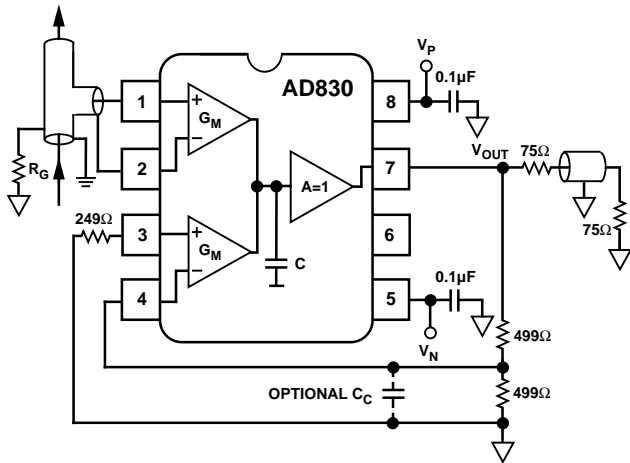 V_P
0.1µF
AD830
1
G_M
8
V_OUT
75Ω
2
7
R_G
A=1
249Ω
3
G_M
6
75Ω
C
0.1µF
4
5
V_N
499Ω
OPTIONAL C_C
499Ω